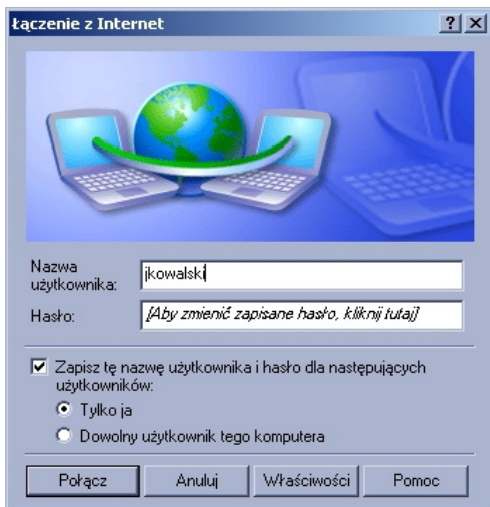 Łączenie z Internet
Nazwa
użytkownika:
jkowalski
Hasło:
[Aby zmienić zapisane hasło, kliknij tutaj]
Zapisz tę nazwę użytkownika i hasło dla następujących
użytkowników:
Tylko ja
Dowolny użytkownik tego komputera
Połącz
Anuluj
Właściwości
Pomoc